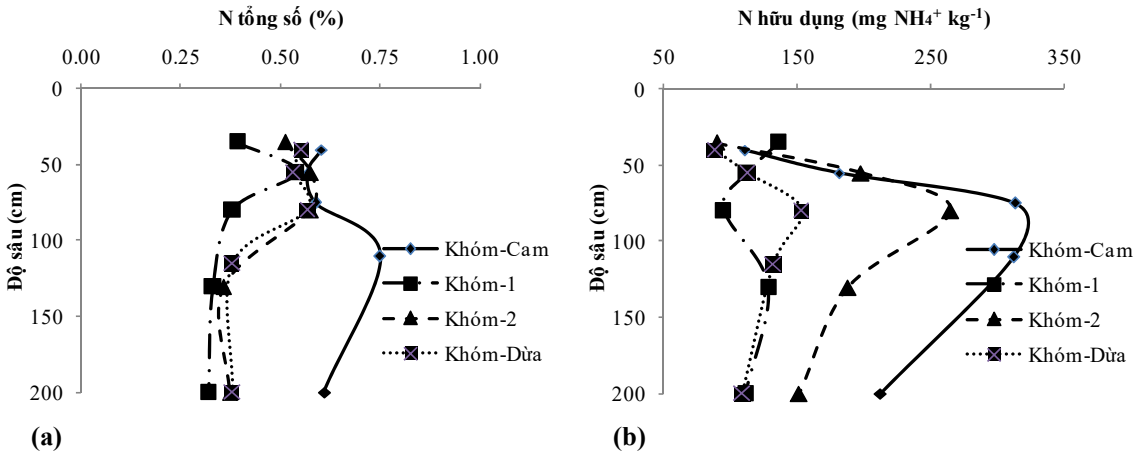 N tổng số (%)
0.00 0.25 0.50 0.75 1.00
0
50
100
150
200
Độ sâu (cm)
Khóm-Cam
Khóm-1
Khóm-2
Khóm-Dừa
(a)
N hữu dụng (mg NH₄⁺ kg⁻¹)
50 150 250 350
0
50
100
150
200
Độ sâu (cm)
Khóm-Cam
Khóm-1
Khóm-2
Khóm-Dừa
(b)